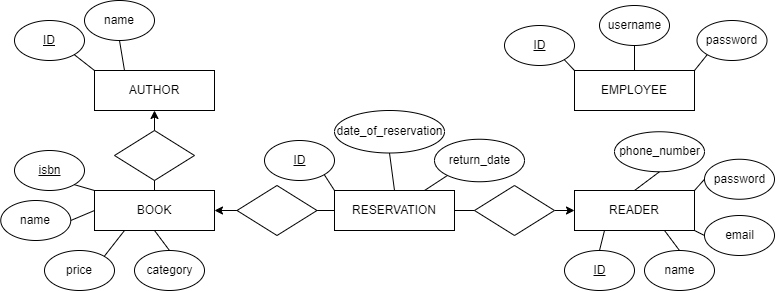 name
ID
username
ID
password
AUTHOR
EMPLOYEE
date_of_reservation
phone_number
ID
return_date
isbn
password
name
BOOK
RESERVATION
READER
email
price
category
ID
name